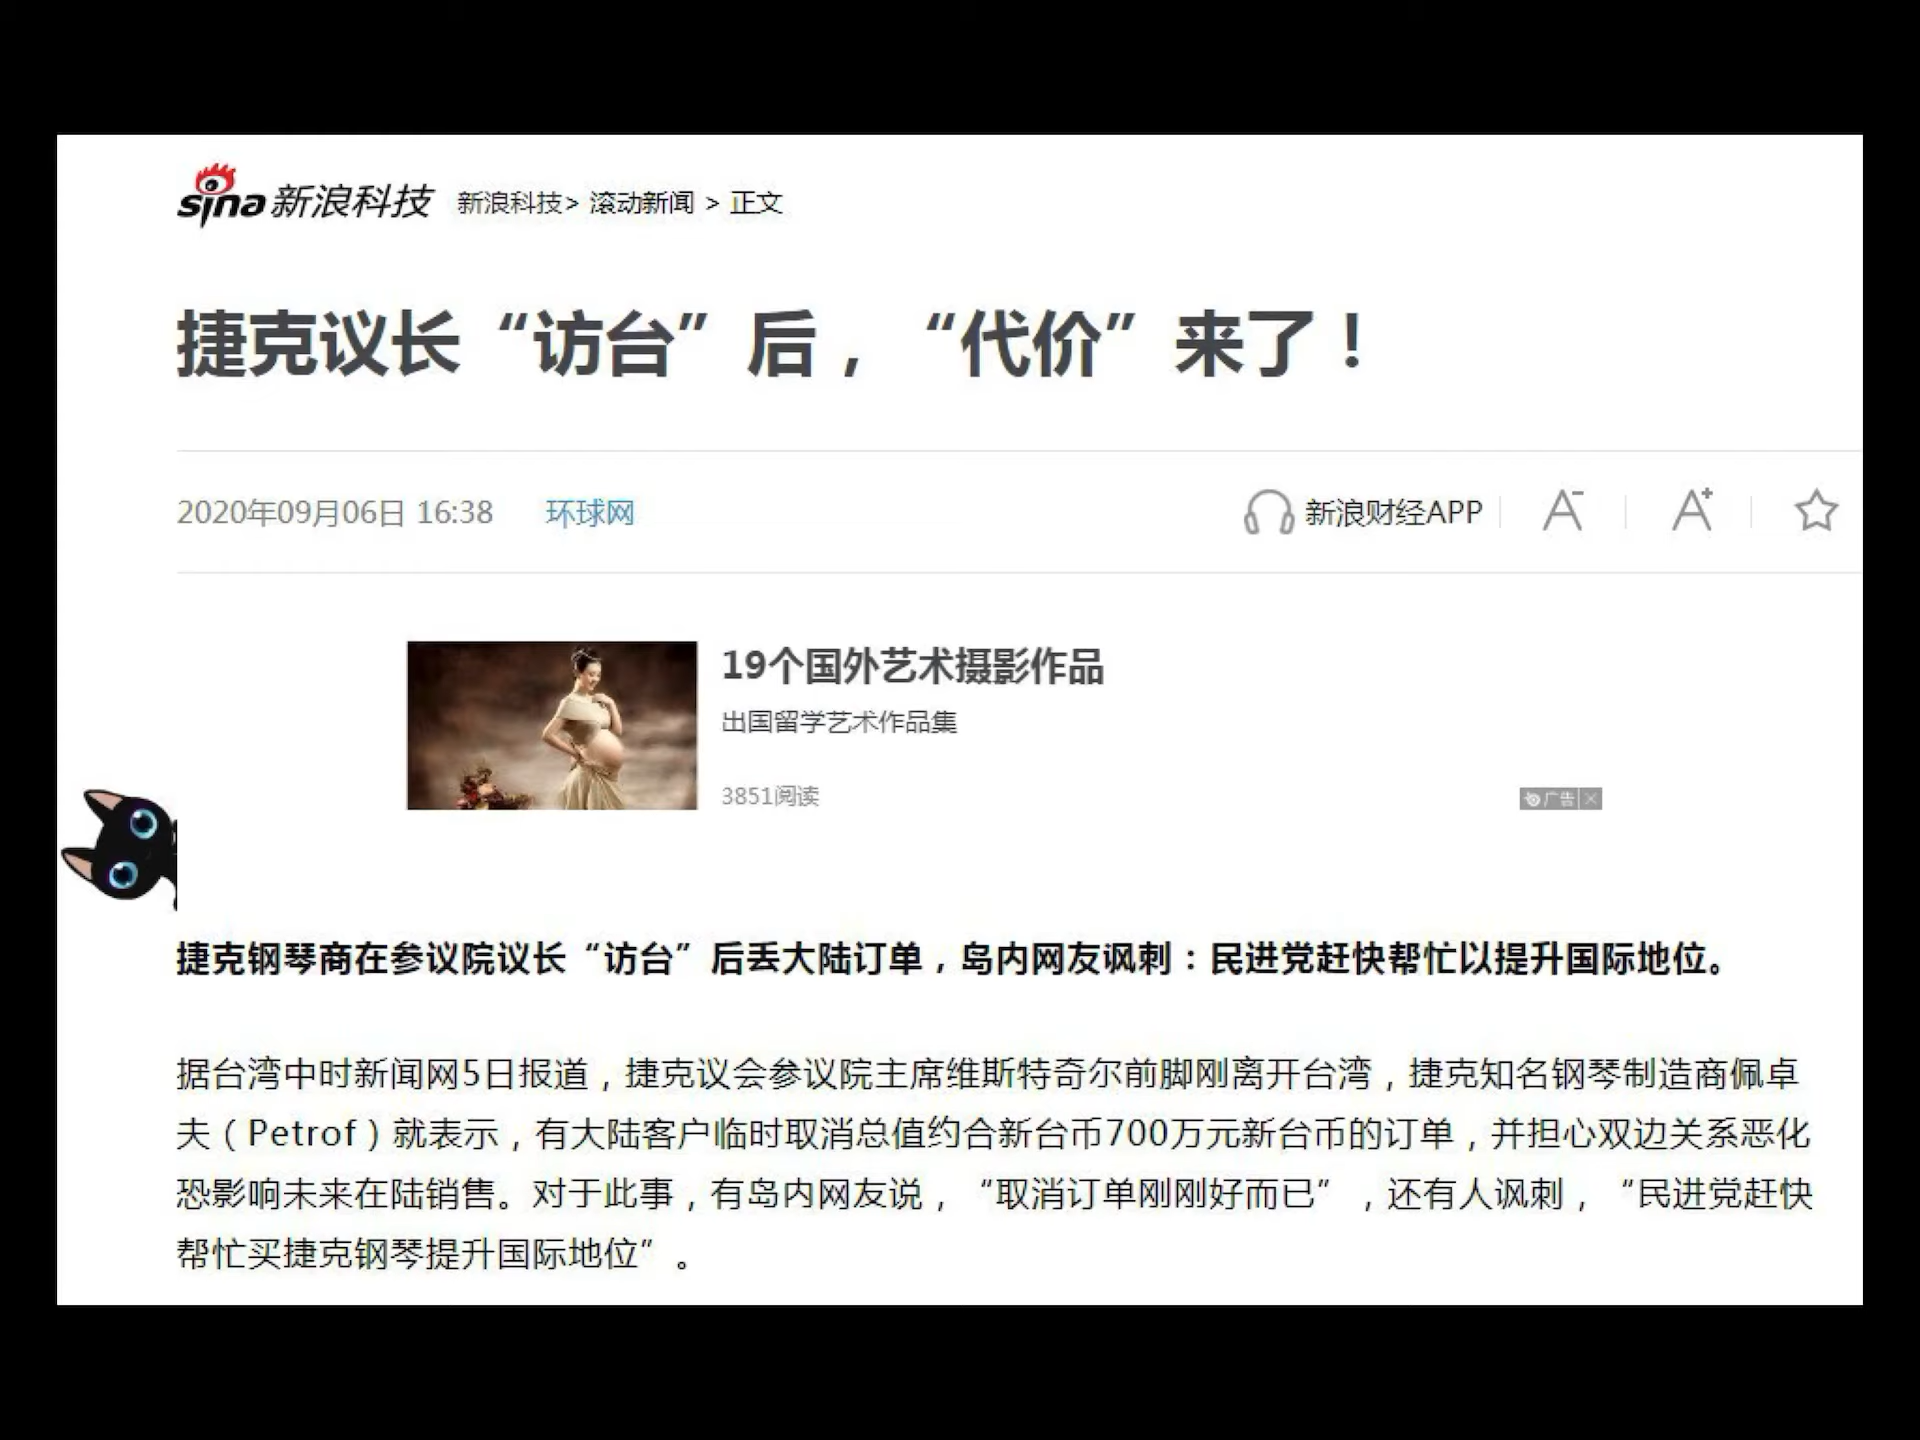 sina 新浪科技 新浪科技> 滚动新闻 > 正文
捷克议长“访台”后，“代价”来了！
2020年09月06日 16:38 环球网 新浪财经APP A- A+
19个国外艺术摄影作品
出国留学艺术作品集
3851阅读
广告
捷克钢琴商在参议院议长“访台”后丢大陆订单，岛内网友讽刺：民进党赶快帮忙以提升国际地位。
据台湾中时新闻网5日报道，捷克议会参议院主席维斯特奇尔前脚刚离开台湾，捷克知名钢琴制造商佩卓
夫（Petrof）就表示，有大陆客户临时取消总值约合新台币700万元新台币的订单，并担心双边关系恶化
恐影响未来在陆销售。对于此事，有岛内网友说，“取消订单刚刚好而已”，还有人讽刺，“民进党赶快
帮忙买捷克钢琴提升国际地位”。